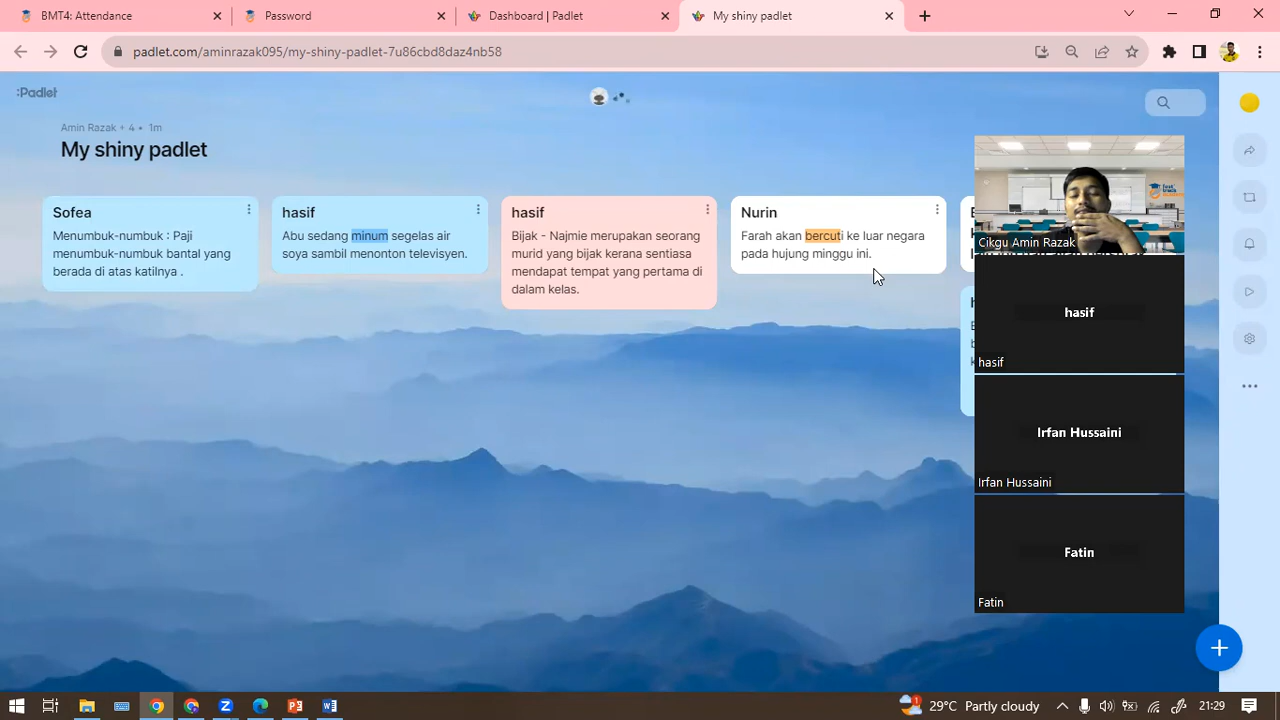 BMT4: Attendance
Password
Dashboard | Padlet
My shiny padlet
padlet.com/aminrazak095/my-shiny-padlet-7u86cbd8daz4nb58
:Padlet
Amin Razak + 4 • 1m
My shiny padlet
Sofea
Menumbuk-numbuk : Paji
menumbuk-numbuk bantal yang
berada di atas katilnya .
hasif
Abu sedang minum segelas air
soya sambil menonton televisyen.
hasif
Bijak - Najmie merupakan seorang
murid yang bijak kerana sentiasa
mendapat tempat yang pertama di
dalam kelas.
Nurin
Farah akan bercuti ke luar negara
pada hujung minggu ini.
Cikgu Amin Razak
hasif
hasif
Irfan Hussaini
Irfan Hussaini
Fatin
Fatin
1
29°C Partly cloudy
21:29